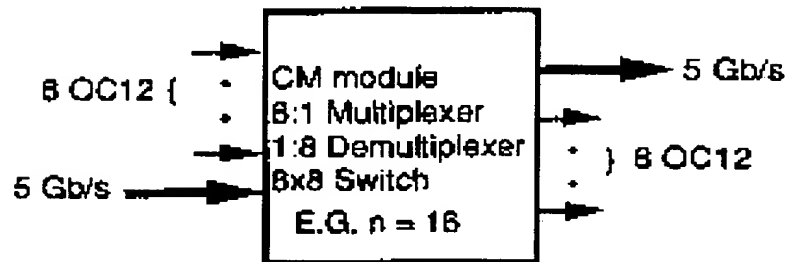 8 OC12 {
5 Gb/s
CM module
8:1 Multiplexer
1:8 Demultiplexer
8x8 Switch
E.G. n = 16
5 Gb/s
} 8 OC12